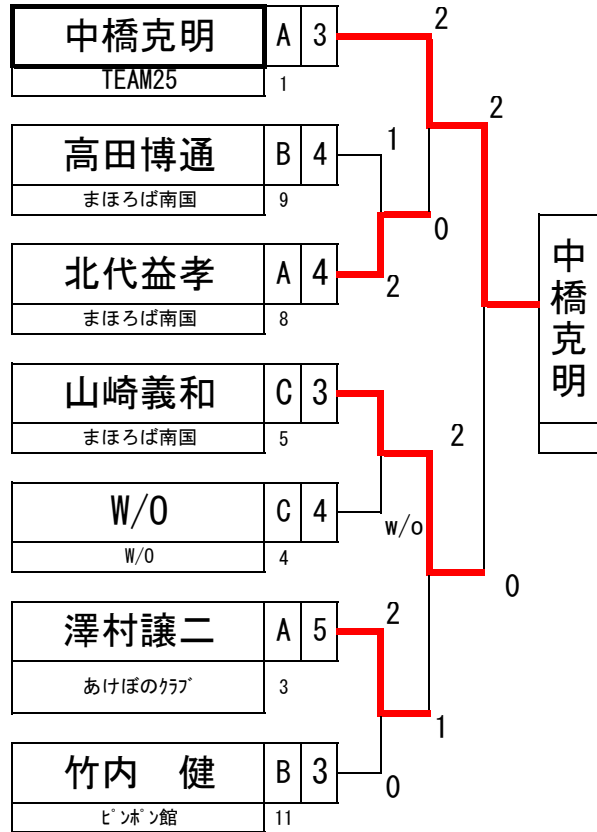 中橋克明 A 3
TEAM25 1
2
2
高田博通 B 4
1
まほろば南国 9
0
北代益孝 A 4
2
まほろば南国 8
中橋克明
山崎義和 C 3
まほろば南国 5
2
W/O C 4
w/o
W/O 4
0
澤村譲二 A 5
2
あけぼのｸﾗﾌﾞ 3
1
竹内　健 B 3
0
ﾋﾟﾝﾎﾟﾝ館 11